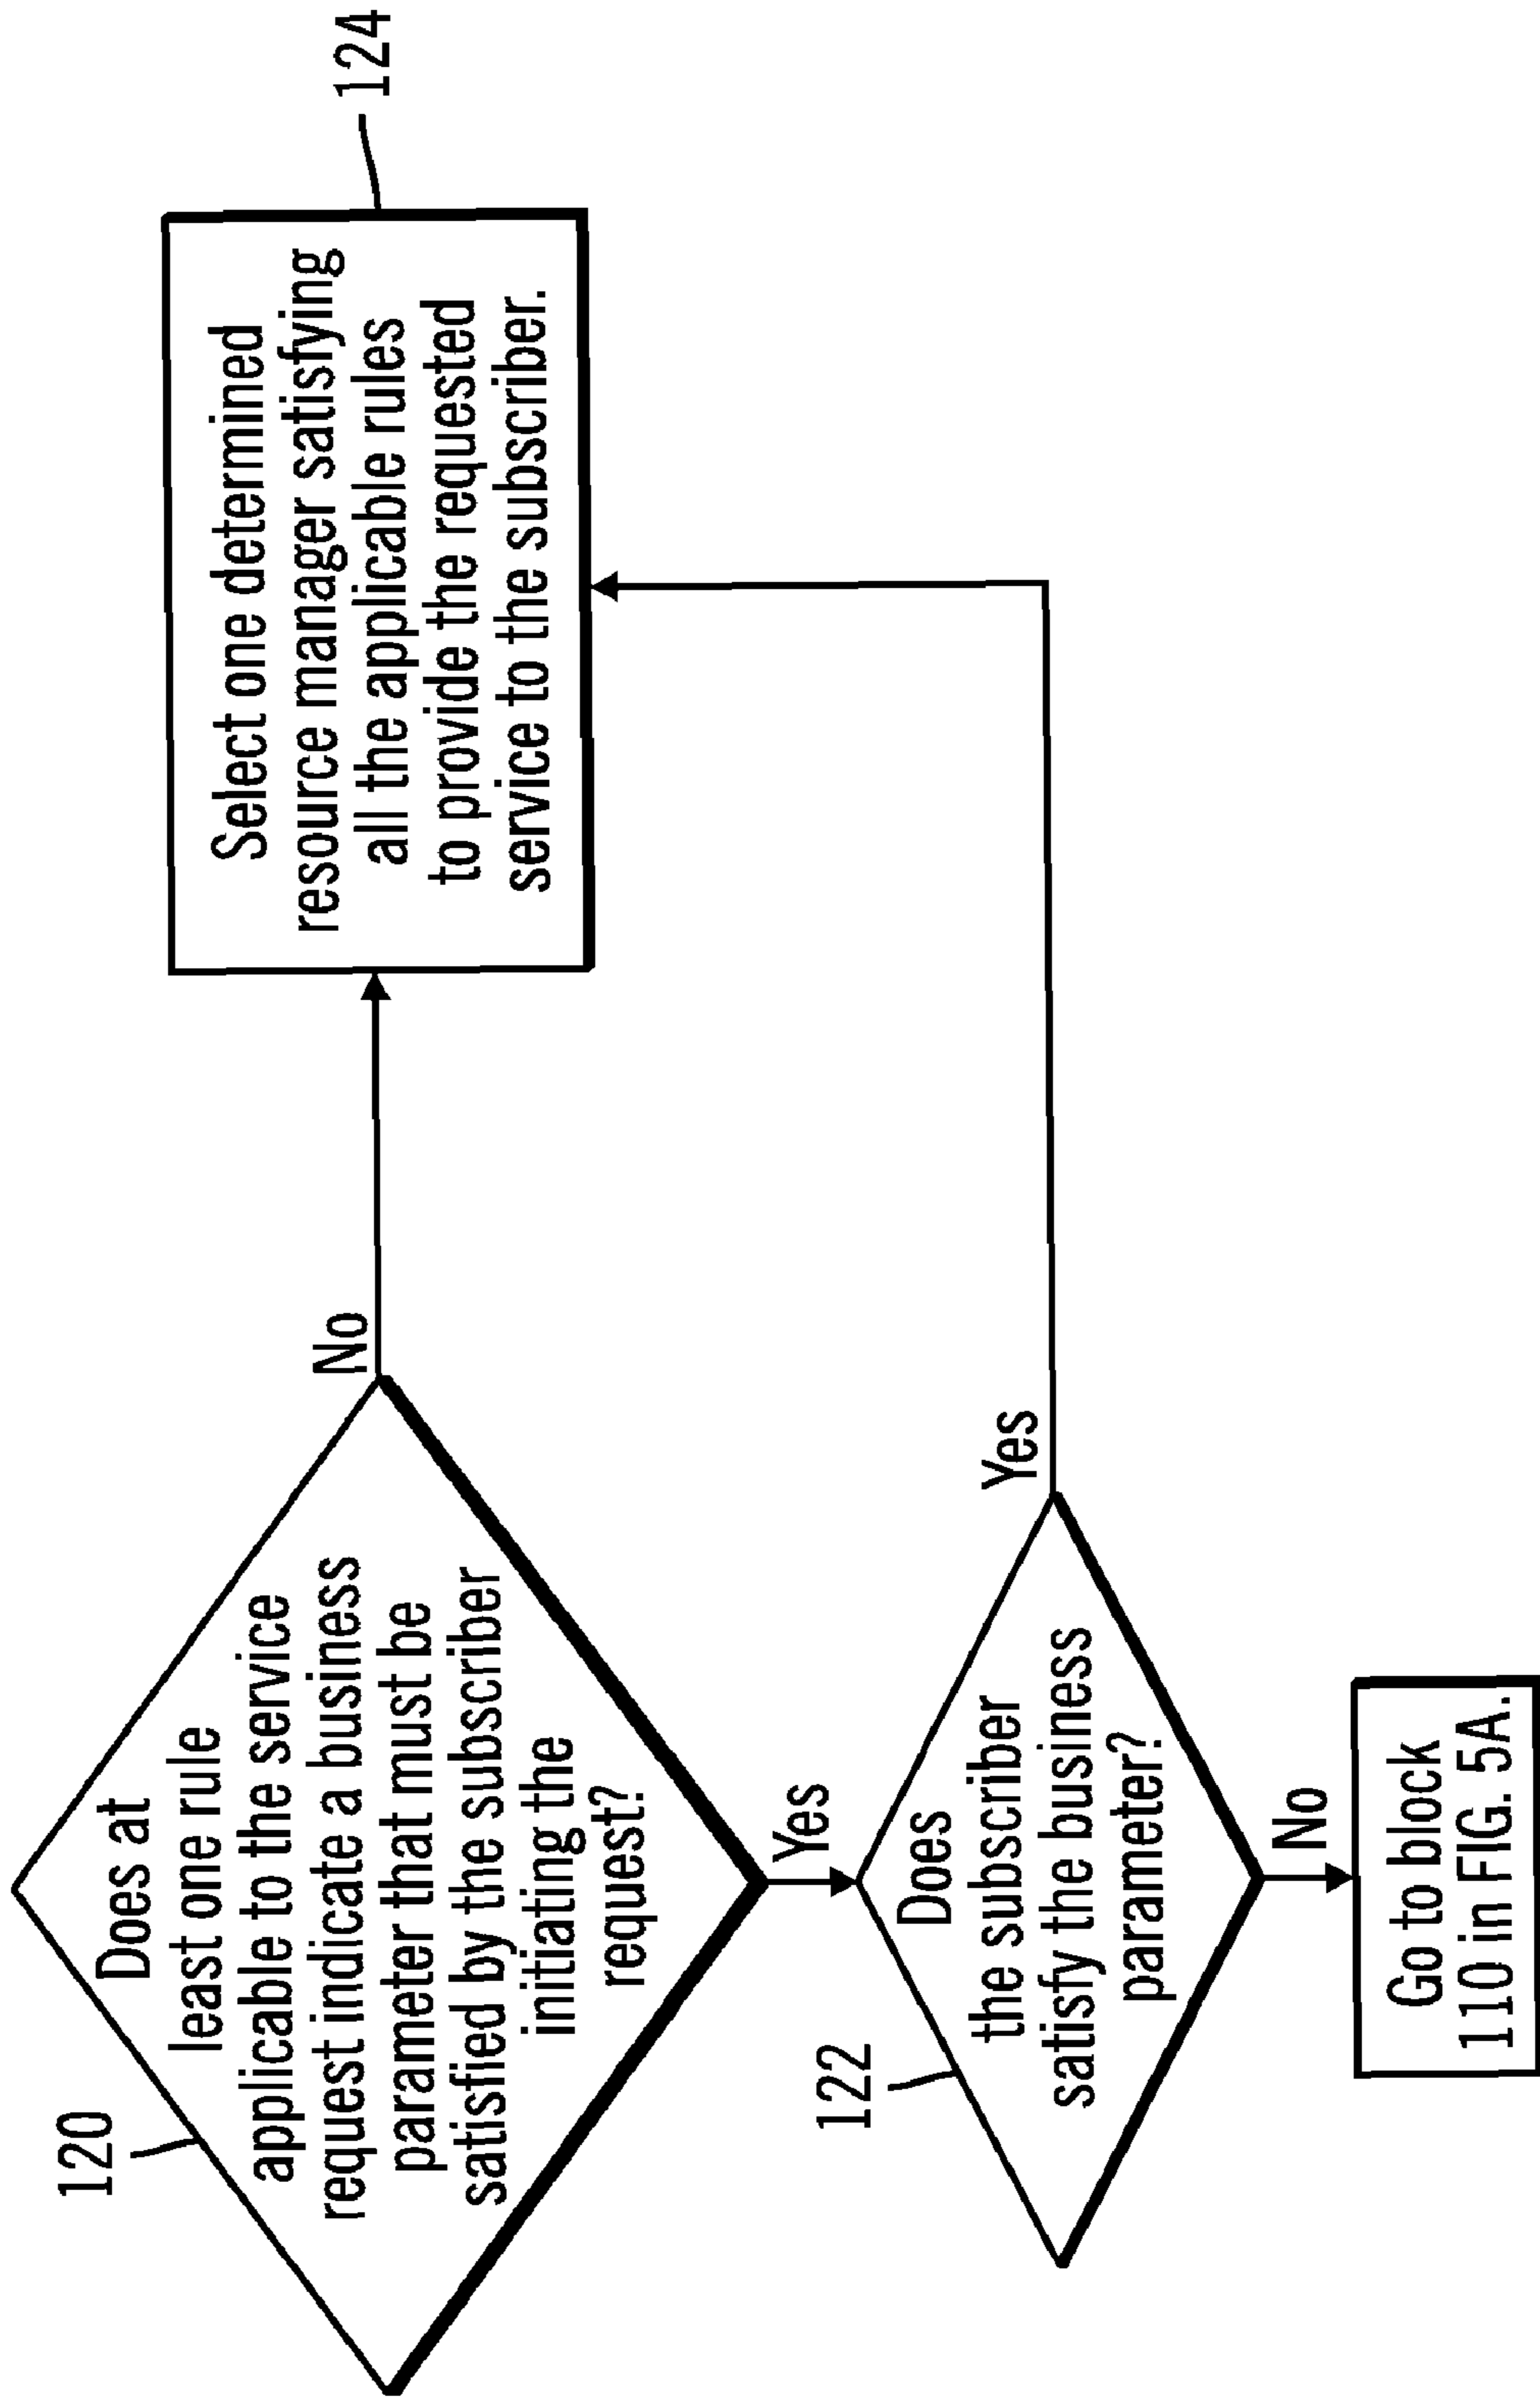 120
Does at
least one rule
applicable to the service
request indicate a business
parameter that must be
satisfied by the subscriber
initiating the
request?
No
Yes
124
Select one determined
resource manager satisfying
all the applicable rules
to provide the requested
service to the subscriber.
122
Does
the subscriber
satisfy the business
parameter?
Yes
No
Go to block
110 in FIG. 5A.